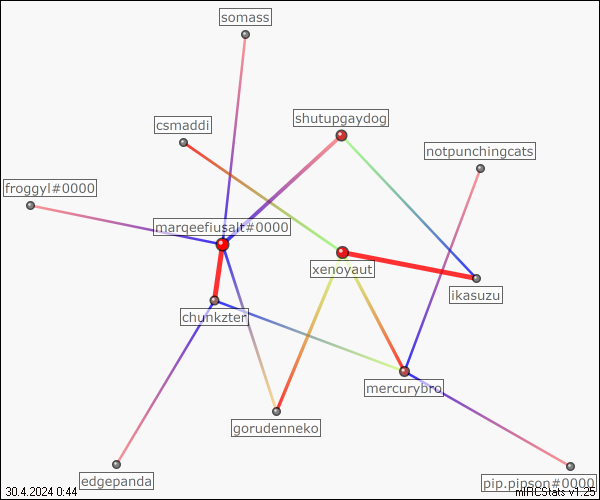 somass
csmaddi
shutupgaydog
notpunchingcats
froggyl#0000
marqeefiusalt#0000
xenoyaut
ikasuzu
chunkzter
mercurybro
gorudenneko
edgepanda
pip.pipson#0000
30.4.2024 0:44
mIRCStats v1.25